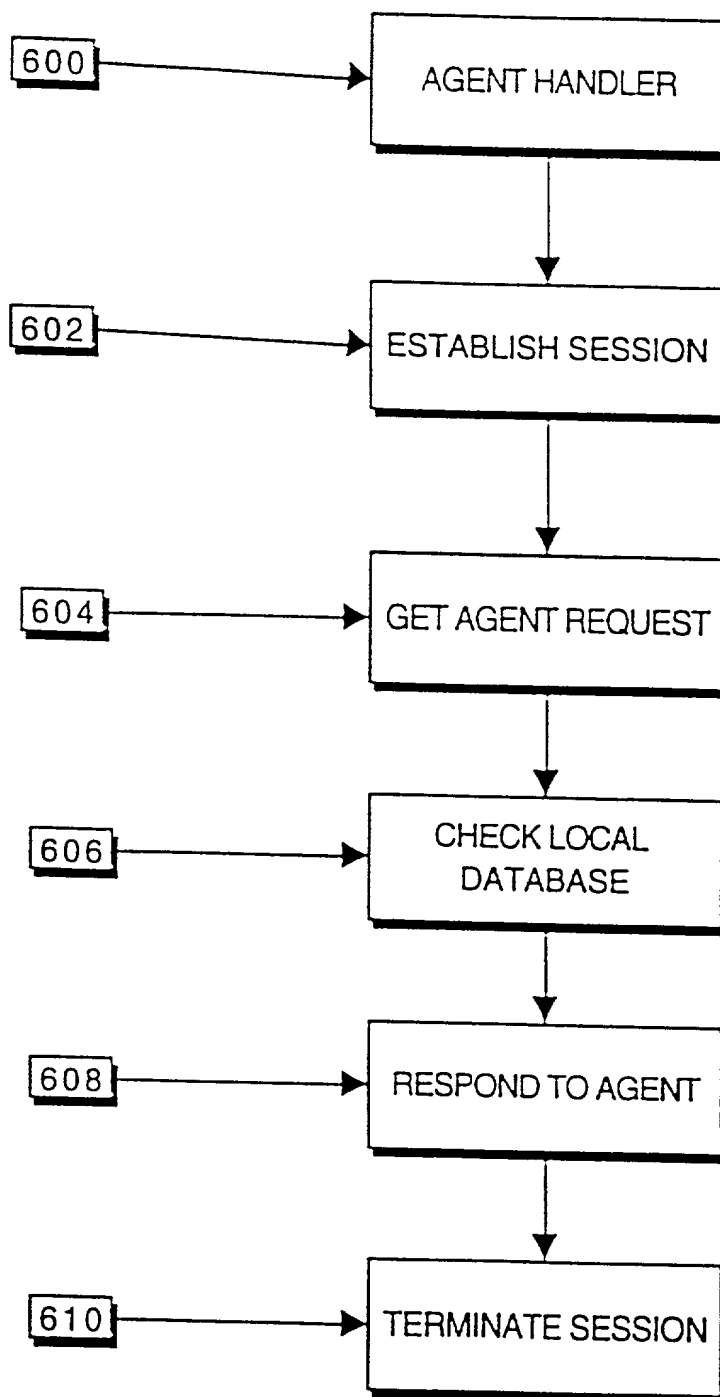 600
AGENT HANDLER
602
ESTABLISH SESSION
604
GET AGENT REQUEST
606
CHECK LOCAL
DATABASE
608
RESPOND TO AGENT
610
TERMINATE SESSION